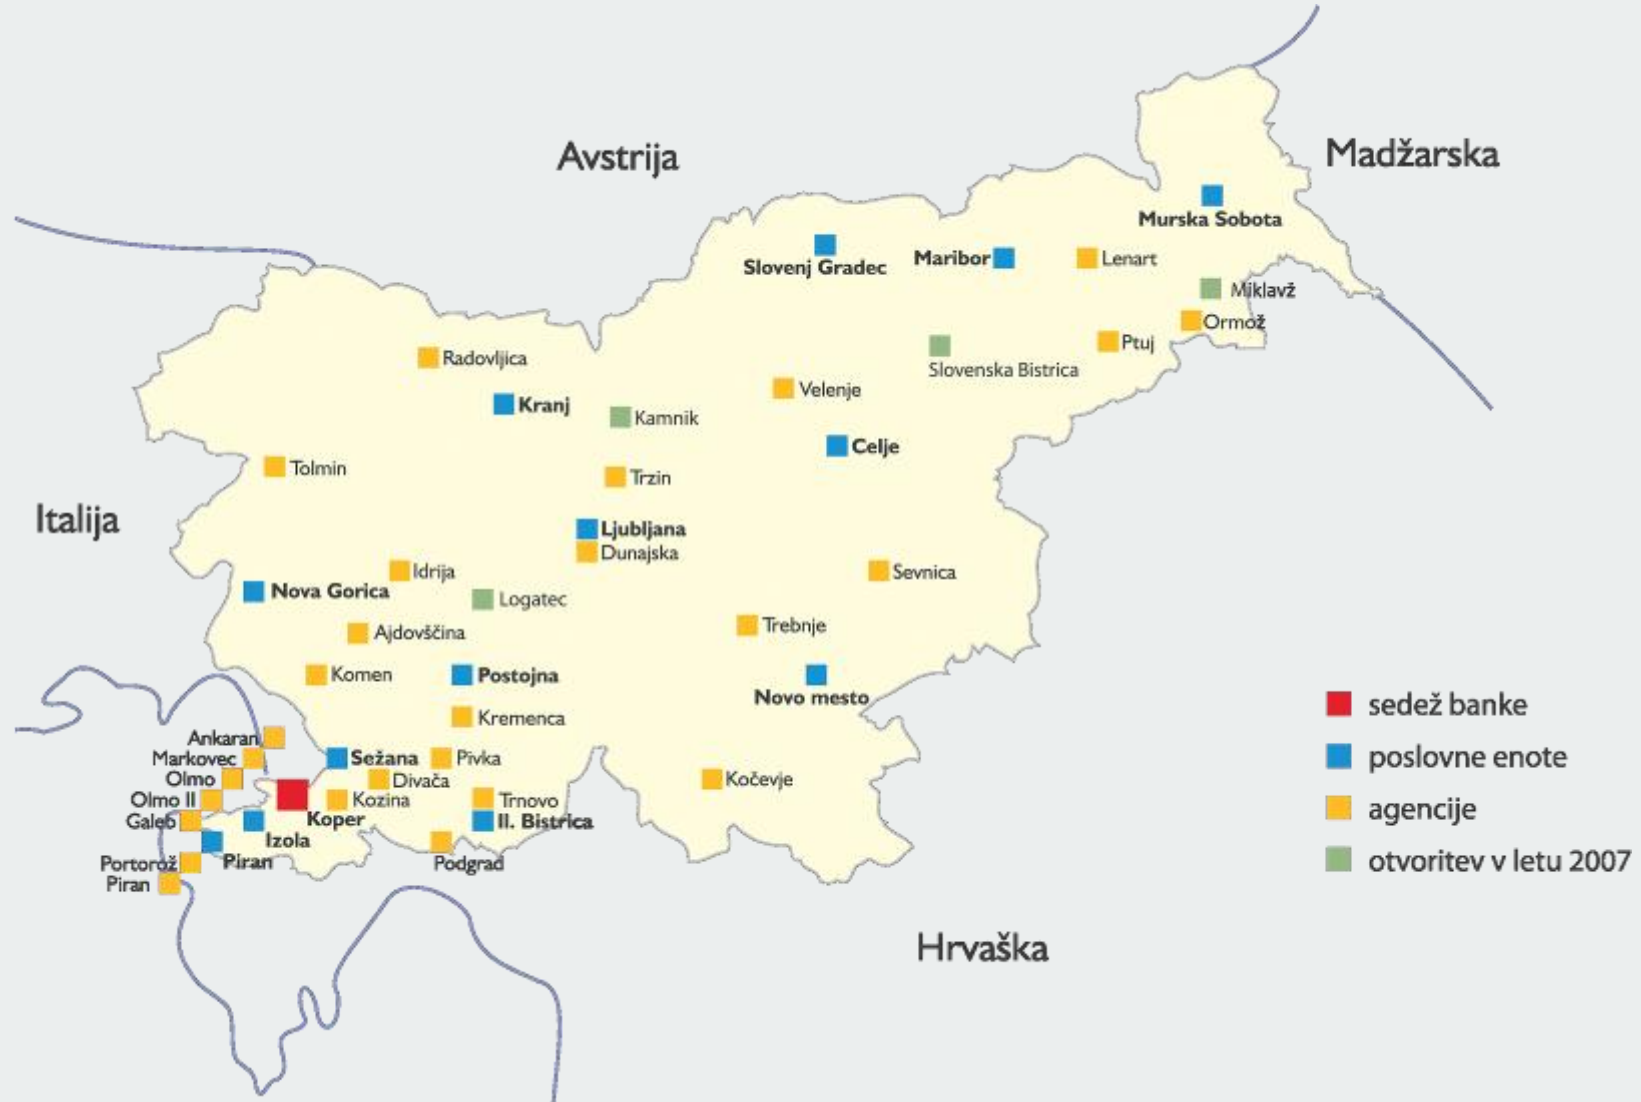 Avstrija
Madžarska
Murska Sobota
Slovenj Gradec
Maribor
Lenart
Miklavž
Ormož
Ptuj
Slovenska Bistrica
Radovljica
Velenje
Kranj
Kamnik
Celje
Tolmin
Trzin
Italija
Ljubljana
Dunajska
Idrija
Sevnica
Nova Gorica
Logatec
Ajdovščina
Trebnje
Komen
Postojna
Novo mesto
Kremenca
Ankaran
Markovec
Sežana
Pivka
Olmo
Divača
Kočevje
Olmo II
Kozina
Trnovo
Galeb
Koper
Il. Bistrica
Izola
Portorož
Piran
Podgrad
Piran
sedež banke
poslovne enote
agencije
otvoritev v letu 2007
Hrvaška